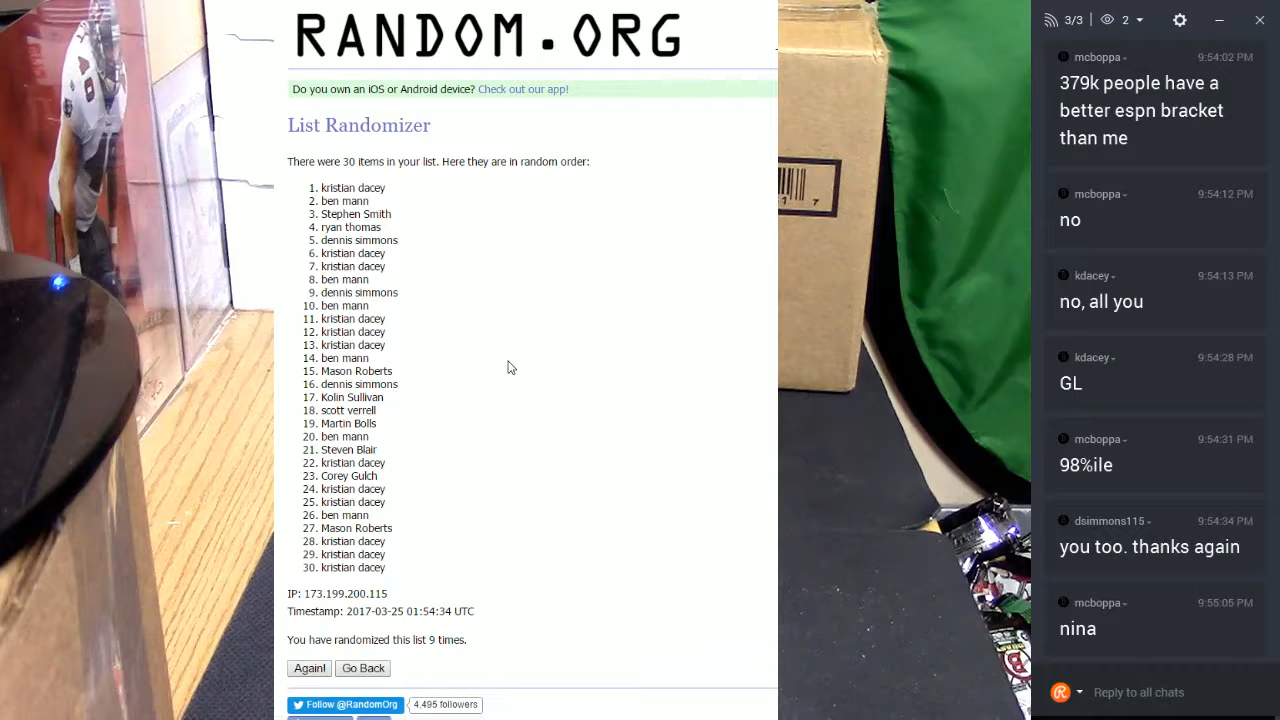 RANDOM.ORG
Do you own an iOS or Android device? Check out our app!
List Randomizer
There were 30 items in your list. Here they are in random order:
1. kristian dacey
2. ben mann
3. Stephen Smith
4. ryan thomas
5. dennis simmons
6. kristian dacey
7. kristian dacey
8. ben mann
9. dennis simmons
10. ben mann
11. kristian dacey
12. kristian dacey
13. kristian dacey
14. ben mann
15. Mason Roberts
16. dennis simmons
17. Kolin Sullivan
18. scott verrell
19. Martin Bolls
20. ben mann
21. Steven Blair
22. kristian dacey
23. Corey Gulch
24. kristian dacey
25. kristian dacey
26. ben mann
27. Mason Roberts
28. kristian dacey
29. kristian dacey
30. kristian dacey
IP: 173.199.200.115
Timestamp: 2017-03-25 01:54:34 UTC
You have randomized this list 9 times.
Again! Go Back
Follow @RandomOrg 4,495 followers
7
3/3 2
mcboppa 9:54:02 PM
379k people have a
better espn bracket
than me
mcboppa 9:54:12 PM
no
kdacey 9:54:13 PM
no, all you
kdacey 9:54:28 PM
GL
mcboppa 9:54:31 PM
98%ile
dsimmons115 9:54:34 PM
you too. thanks again
mcboppa 9:55:05 PM
nina
Reply to all chats